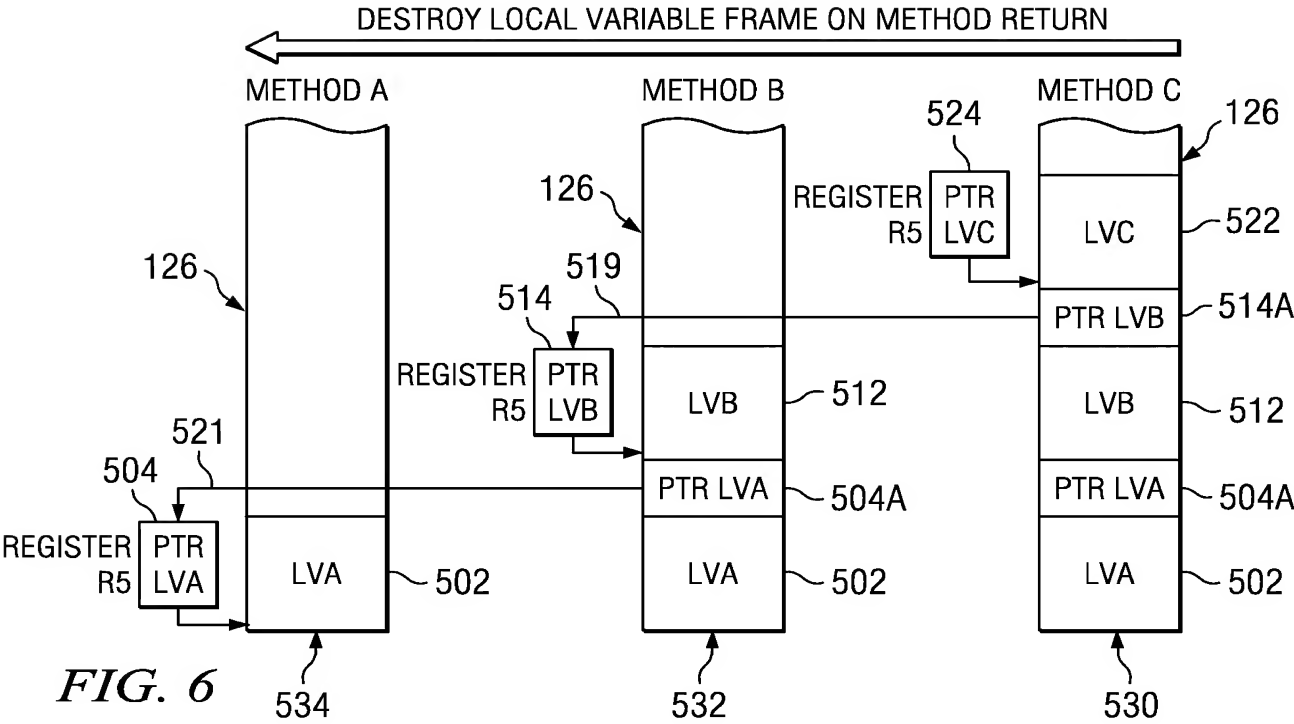 DESTROY LOCAL VARIABLE FRAME ON METHOD RETURN
METHOD A
METHOD B
METHOD C
524
126
126
REGISTER R5
PTR LVC
LVC
522
126
519
514
PTR LVB
514A
REGISTER R5
PTR LVB
LVB
512
LVB
512
521
504
PTR LVA
504A
PTR LVA
504A
REGISTER R5
PTR LVA
LVA
502
LVA
502
LVA
502
FIG. 6
534
532
530